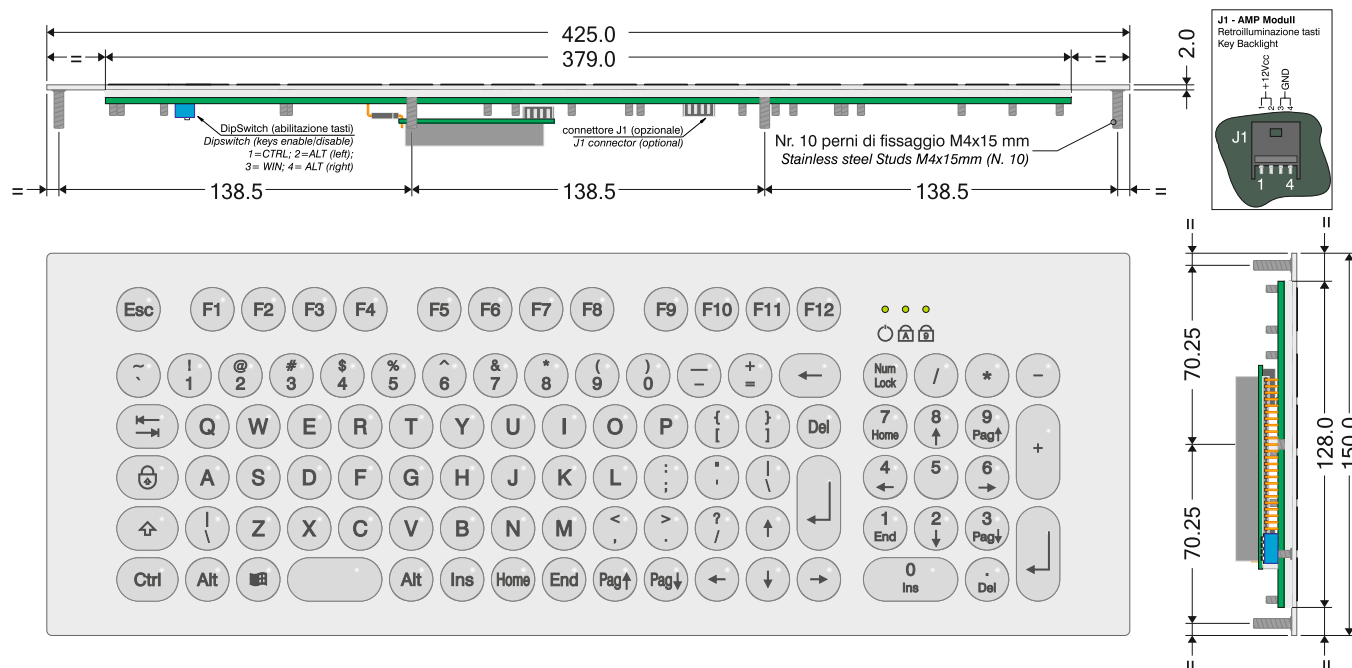 425.0
379.0
=
=
2.0
DipSwitch (abilitazione tasti)
Dipswitch (keys enable/disable)
1=CTRL; 2=ALT (left);
3= WIN; 4= ALT (right)
connettore J1 (opzionale)
J1 connector (optional)
Nr. 10 perni di fissaggio M4x15 mm
Stainless steel Studs M4x15mm (N. 10)
= 138.5 138.5 138.5 =
J1 - AMP Modull
Retroilluminazione tasti
Key Backlight
+12Vcc
GND
1 2 3 4
J1
1 4
Esc F1 F2 F3 F4 F5 F6 F7 F8 F9 F10 F11 F12
A 9
~ ! @ # $ % ^ & * ( ) — +
` 1 2 3 4 5 6 7 8 9 0 – = ←
Num
Lock / * –
Q W E R T Y U I O P { } Del
[ ]
7 8 9
Home ↑ Pag↑
+
A S D F G H J K L : " |
; ' \
4 5 6
← →
| Z X C V B N M < > ? ↑
\ , . /
1 2 3
End ↓ Pag↓
Ctrl Alt Alt Ins Home End Pag↑ Pag↓ ← ↓ →
0 .
Ins Del
=
=
70.25
70.25
128.0
150.0
=
=